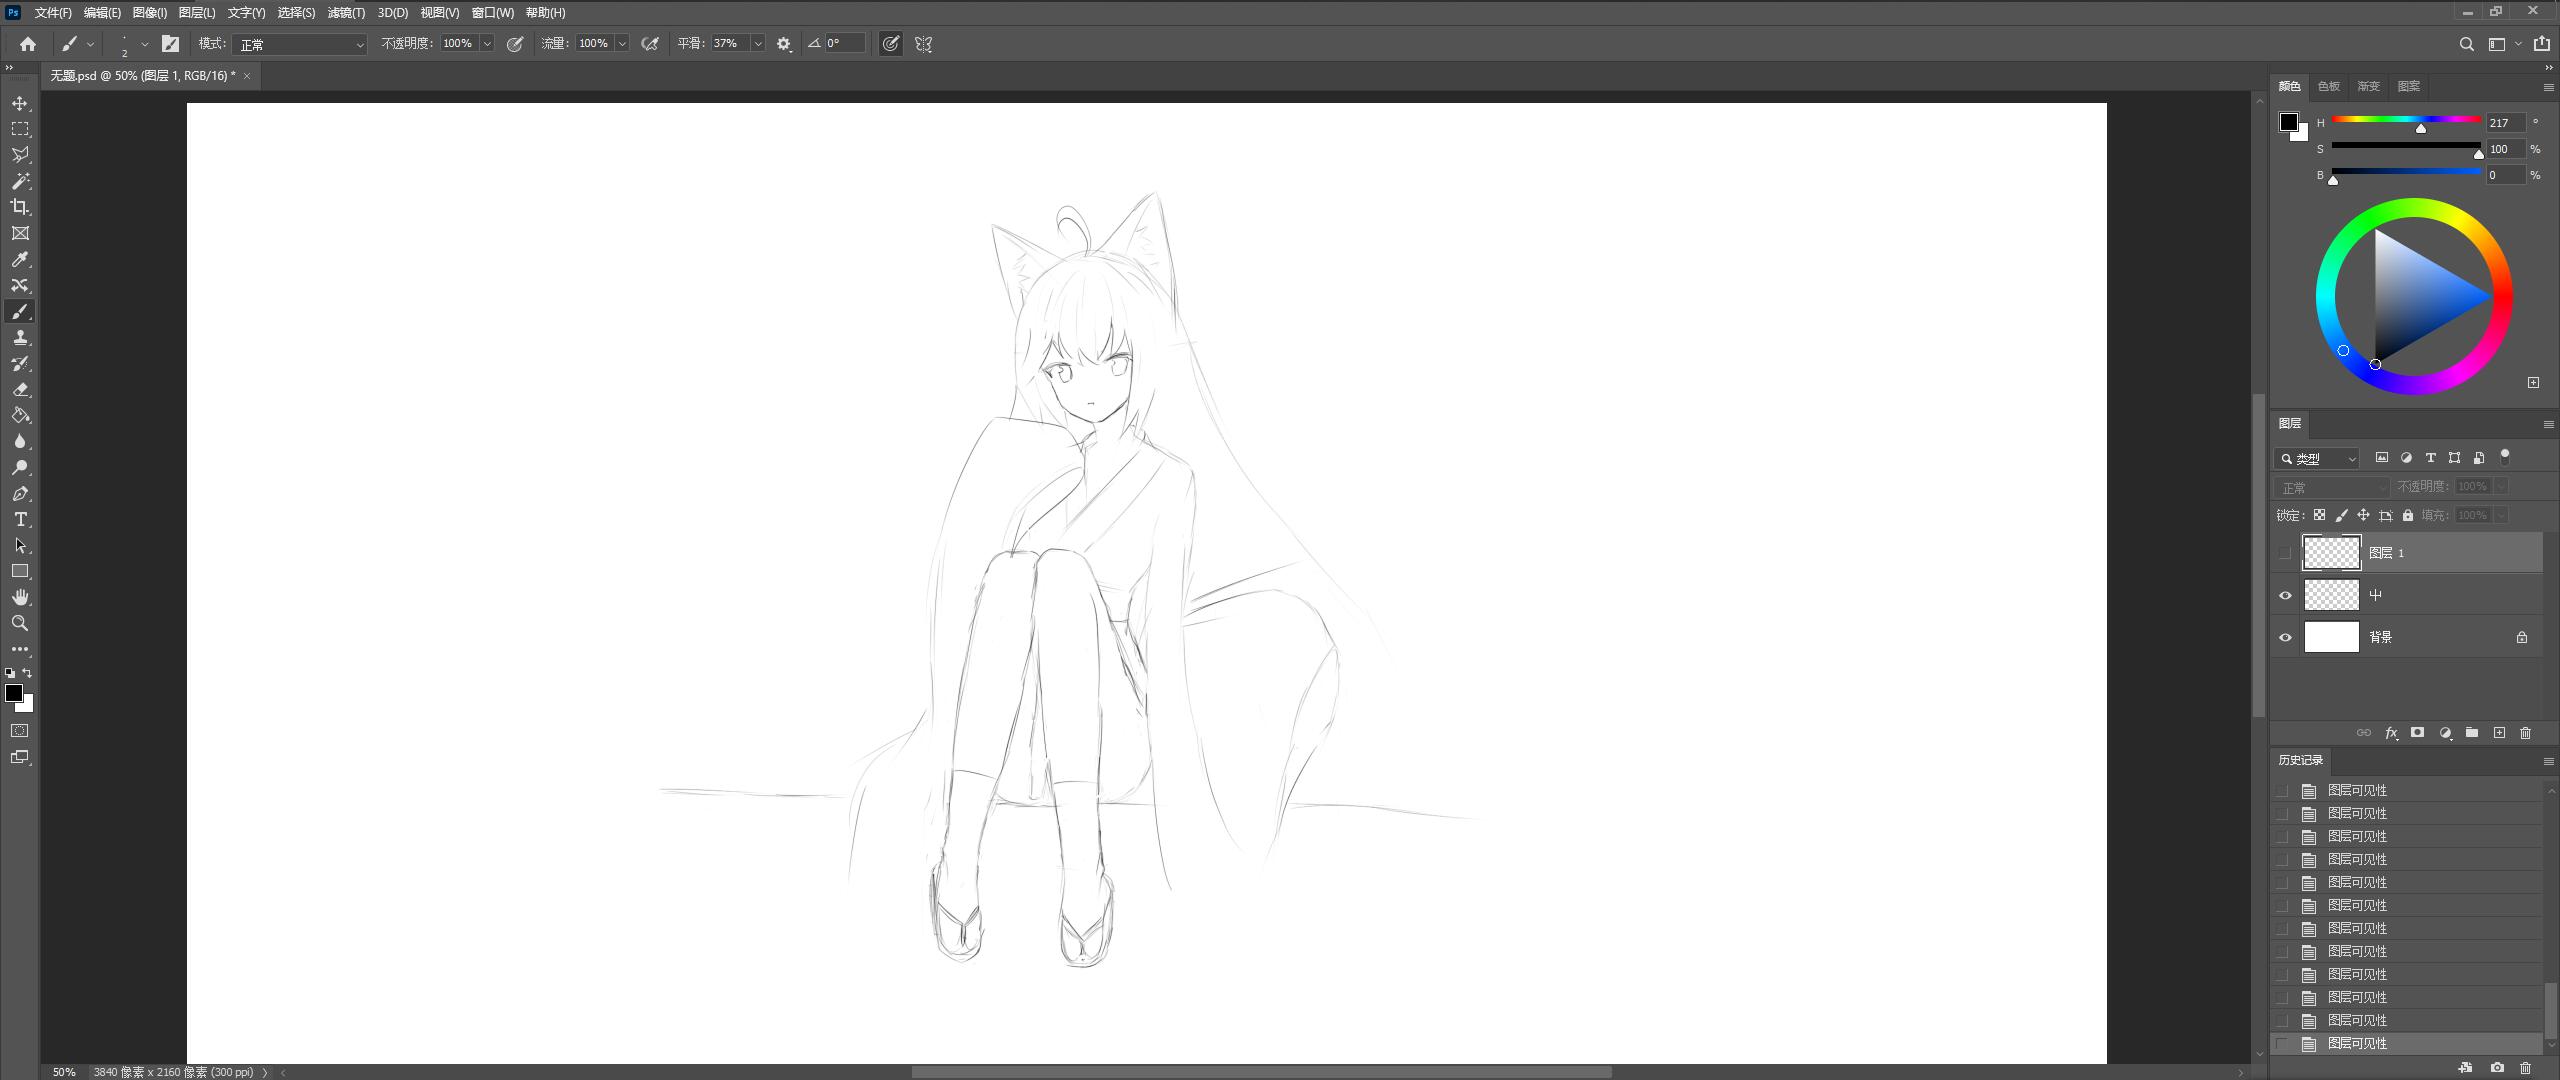 Ps 文件(F) 编辑(E) 图像(I) 图层(L) 文字(Y) 选择(S) 滤镜(T) 3D(D) 视图(V) 窗口(W) 帮助(H)
2 模式: 正常 不透明度: 100% 流量: 100% 平滑: 37% 0°
无题.psd @ 50% (图层 1, RGB/16) * ×
颜色 色板 渐变 图案
H 217 °
S 100 %
B 0 %
图层
类型
正常 不透明度: 100%
锁定: 填充: 100%
图层 1
屮
背景
fx
历史记录
图层可见性
图层可见性
图层可见性
图层可见性
图层可见性
图层可见性
图层可见性
图层可见性
图层可见性
图层可见性
图层可见性
图层可见性
50% 3840 像素 x 2160 像素 (300 ppi)